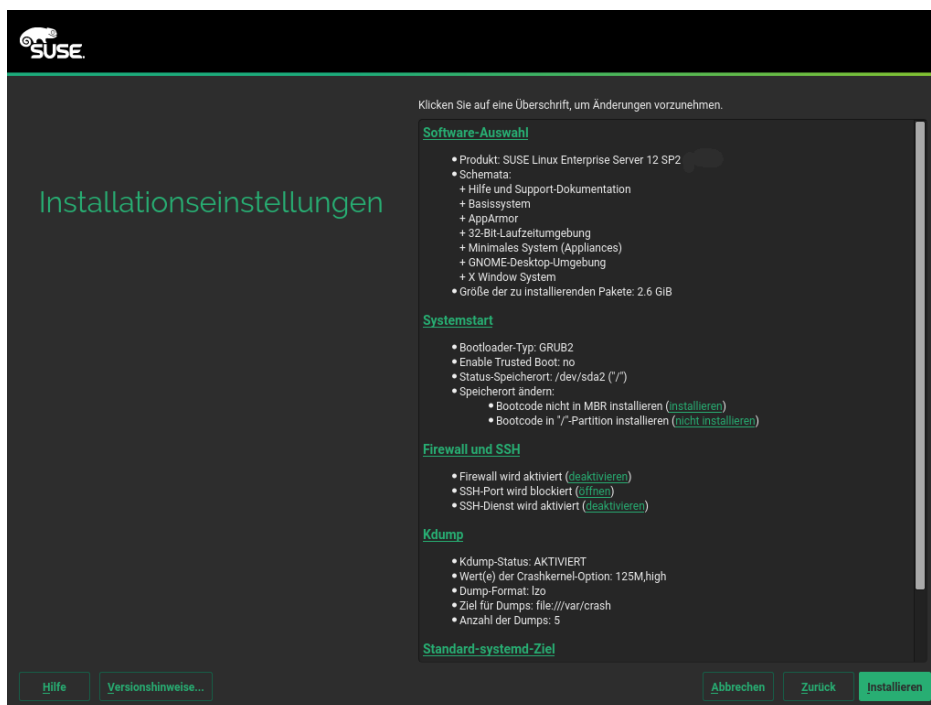 SUSE.
Klicken Sie auf eine Überschrift, um Änderungen vorzunehmen.
Installationseinstellungen
Software-Auswahl
• Produkt: SUSE Linux Enterprise Server 12 SP2
• Schemata:
+ Hilfe und Support-Dokumentation
+ Basissystem
+ AppArmor
+ 32-Bit-Laufzeitumgebung
+ Minimales System (Appliances)
+ GNOME-Desktop-Umgebung
+ X Window System
• Größe der zu installierenden Pakete: 2.6 GiB
Systemstart
• Bootloader-Typ: GRUB2
• Enable Trusted Boot: no
• Status-Speicherort: /dev/sda2 ("/")
• Speicherort ändern:
• Bootcode nicht in MBR installieren (installieren)
• Bootcode in "/"-Partition installieren (nicht installieren)
Firewall und SSH
• Firewall wird aktiviert (deaktivieren)
• SSH-Port wird blockiert (öffnen)
• SSH-Dienst wird aktiviert (deaktivieren)
Kdump
• Kdump-Status: AKTIVIERT
• Wert(e) der Crashkernel-Option: 125M,high
• Dump-Format: lzo
• Ziel für Dumps: file:///var/crash
• Anzahl der Dumps: 5
Standard-systemd-Ziel
Hilfe
Versionshinweise...
Abbrechen
Zurück
Installieren